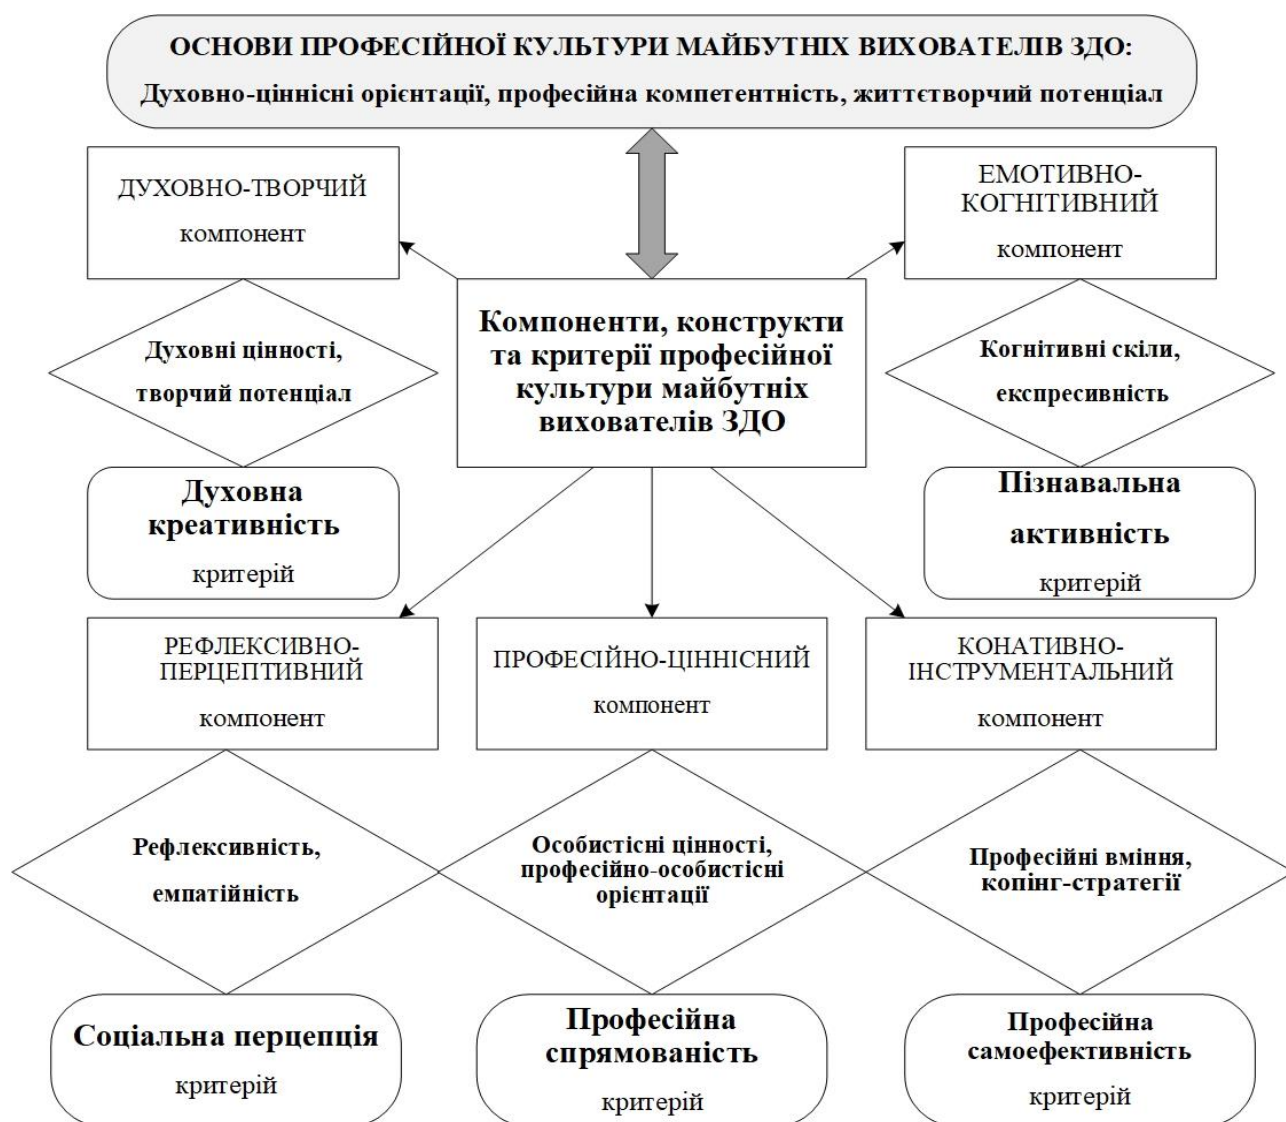 ОСНОВИ ПРОФЕСІЙНОЇ КУЛЬТУРИ МАЙБУТНІХ ВИХОВАТЕЛІВ ЗДО:
Духовно-ціннісні орієнтації, професійна компетентність, життєтворчий потенціал
ДУХОВНО-ТВОРЧИЙ
компонент
ЕМОТИВНО-
КОГНІТИВНИЙ
компонент
Компоненти, конструкти
та критерії професійної
культури майбутніх
вихователів ЗДО
Духовні цінності,
творчий потенціал
Когнітивні скіли,
експресивність
Духовна
креативність
критерій
Пізнавальна
активність
критерій
РЕФЛЕКСИВНО-
ПЕРЦЕПТИВНИЙ
компонент
ПРОФЕСІЙНО-ЦІННІСНИЙ
компонент
КОНАТИВНО-
ІНСТРУМЕНТАЛЬНИЙ
компонент
Рефлексивність,
емпатійність
Особистісні цінності,
професійно-особистісні
орієнтації
Професійні вміння,
копінг-стратегії
Соціальна перцепція
критерій
Професійна
спрямованість
критерій
Професійна
самоефективність
критерій